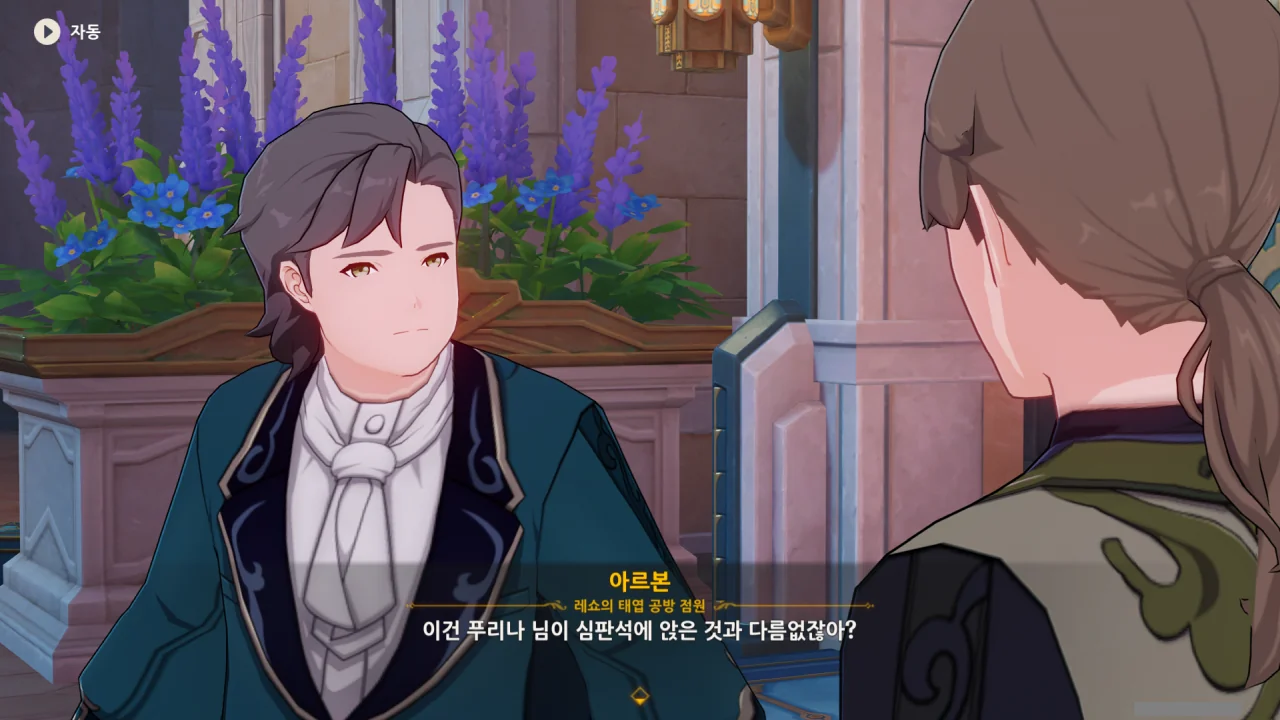 자동
아르본
레쇼의 태엽 공방 점원
이건 푸리나 님이 심판석에 앉은 것과 다름없잖아?